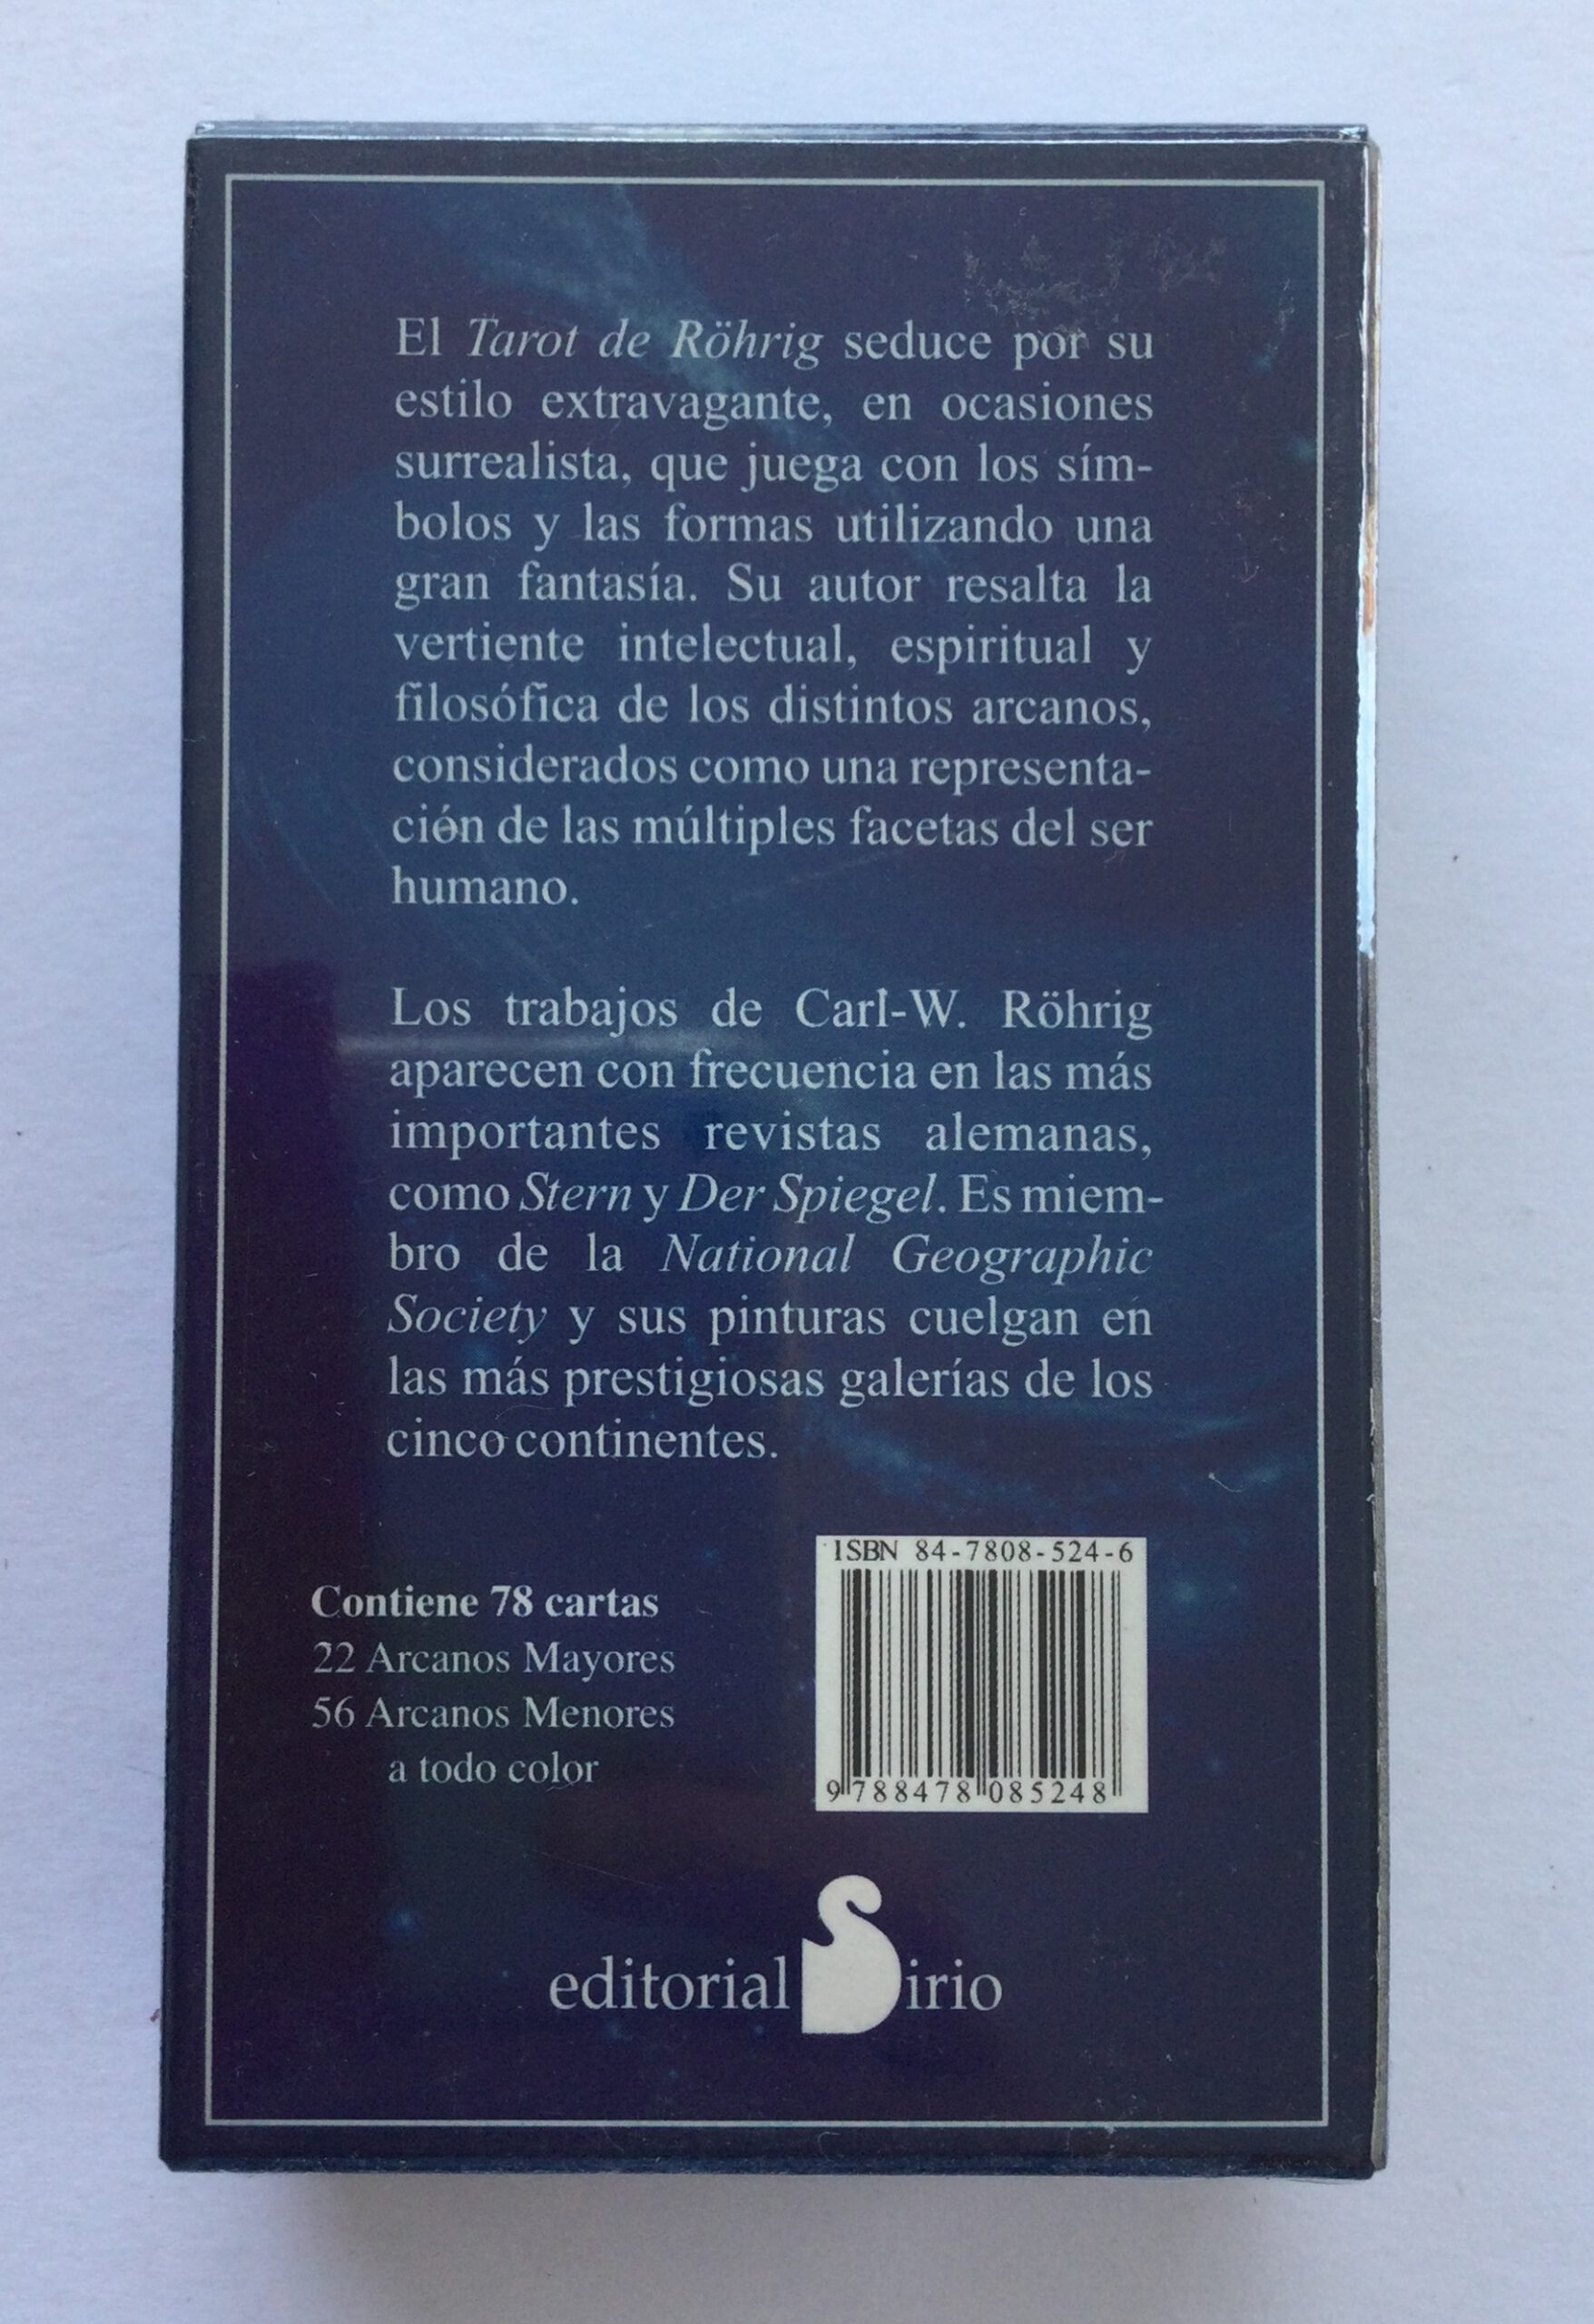 El Tarot de Röhrig seduce por su
estilo extravagante, en ocasiones
surrealista, que juega con los sím-
bolos y las formas utilizando una
gran fantasía. Su autor resalta la
vertiente intelectual, espiritual y
filosófica de los distintos arcanos,
considerados como una representa-
ción de las múltiples facetas del ser
humano.
Los trabajos de Carl-W. Röhrig
aparecen con frecuencia en las más
importantes revistas alemanas,
como Stern y Der Spiegel. Es miem-
bro de la National Geographic
Society y sus pinturas cuelgan en
las más prestigiosas galerías de los
cinco continentes.
Contiene 78 cartas
22 Arcanos Mayores
56 Arcanos Menores
a todo color
ISBN 84-7808-524-6
9 788478 085248
editorial Sirio